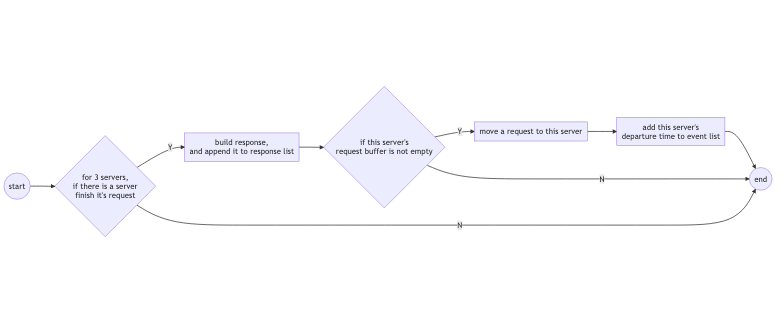 start
for 3 servers,
if there is a server
finish it's request
Y
build response,
and append it to response list
if this server's
request buffer is not empty
Y
move a request to this server
add this server's
departure time to event list
N
end
N